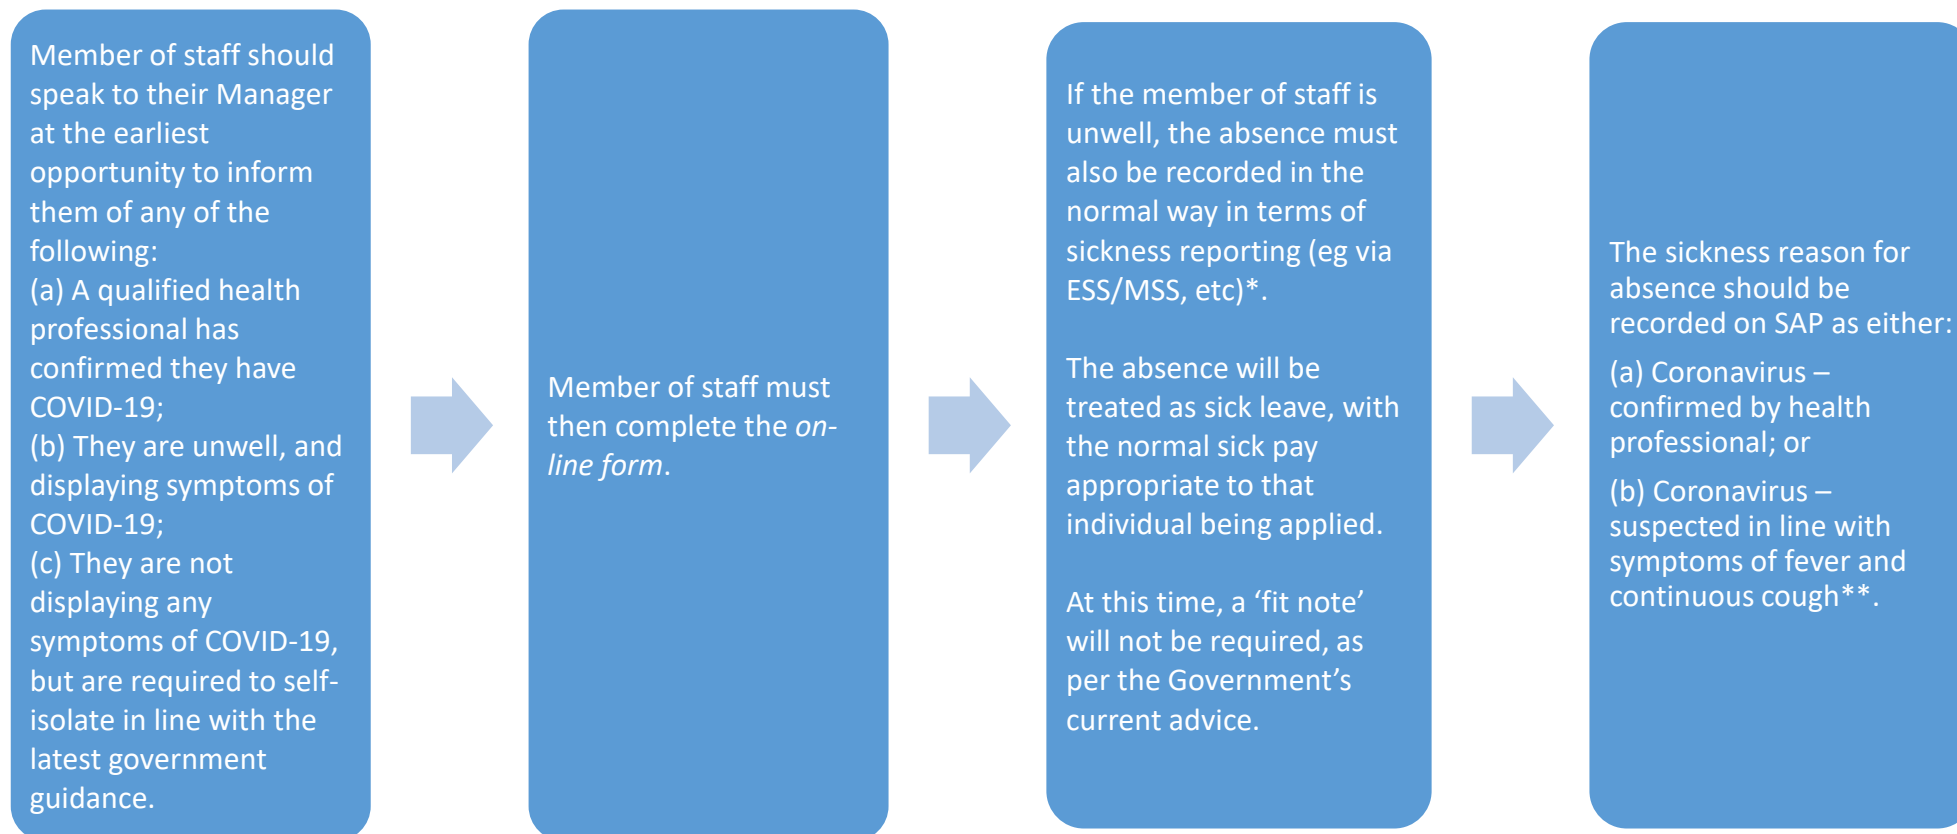 Member of staff should
speak to their Manager
at the earliest
opportunity to inform
them of any of the
following:
(a) A qualified health
professional has
confirmed they have
COVID-19;
(b) They are unwell, and
displaying symptoms of
COVID-19;
(c) They are not
displaying any
symptoms of COVID-19,
but are required to self-
isolate in line with the
latest government
guidance.
Member of staff must
then complete the on-
line form.
If the member of staff is
unwell, the absence must
also be recorded in the
normal way in terms of
sickness reporting (eg via
ESS/MSS, etc)*.
The absence will be
treated as sick leave, with
the normal sick pay
appropriate to that
individual being applied.
At this time, a ‘fit note’
will not be required, as
per the Government’s
current advice.
The sickness reason for
absence should be
recorded on SAP as either:
(a) Coronavirus –
confirmed by health
professional; or
(b) Coronavirus –
suspected in line with
symptoms of fever and
continuous cough**.